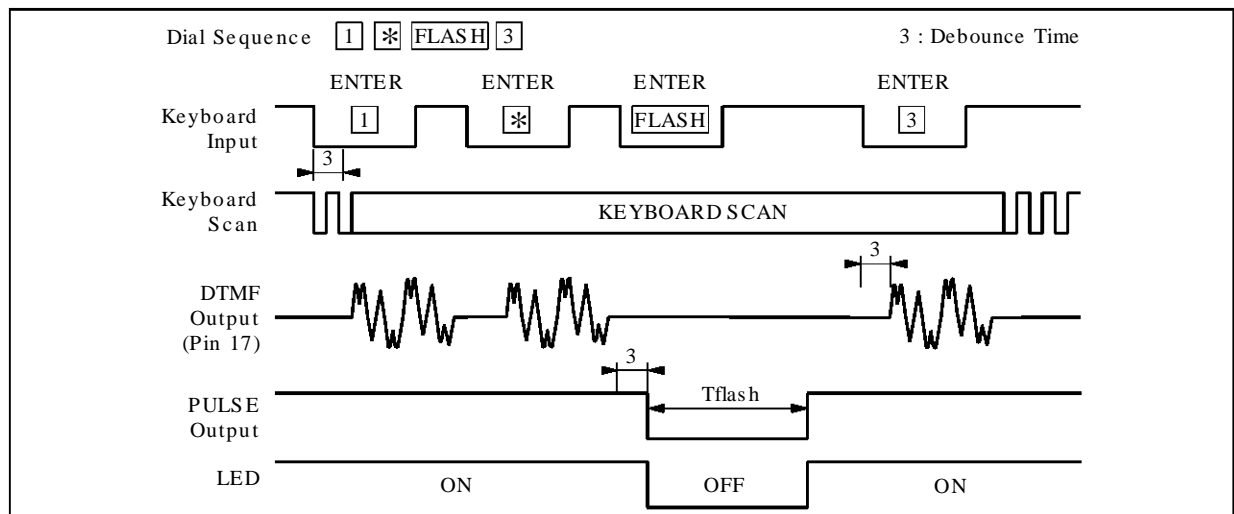 Dial Sequence 1 * FLASH 3
3 : Debounce Time
ENTER ENTER ENTER ENTER
Keyboard Input
1 * FLASH 3
3
Keyboard Scan
KEYBOARD SCAN
3
DTMF Output (Pin 17)
3
Tflash
PULSE Output
LED
ON OFF ON